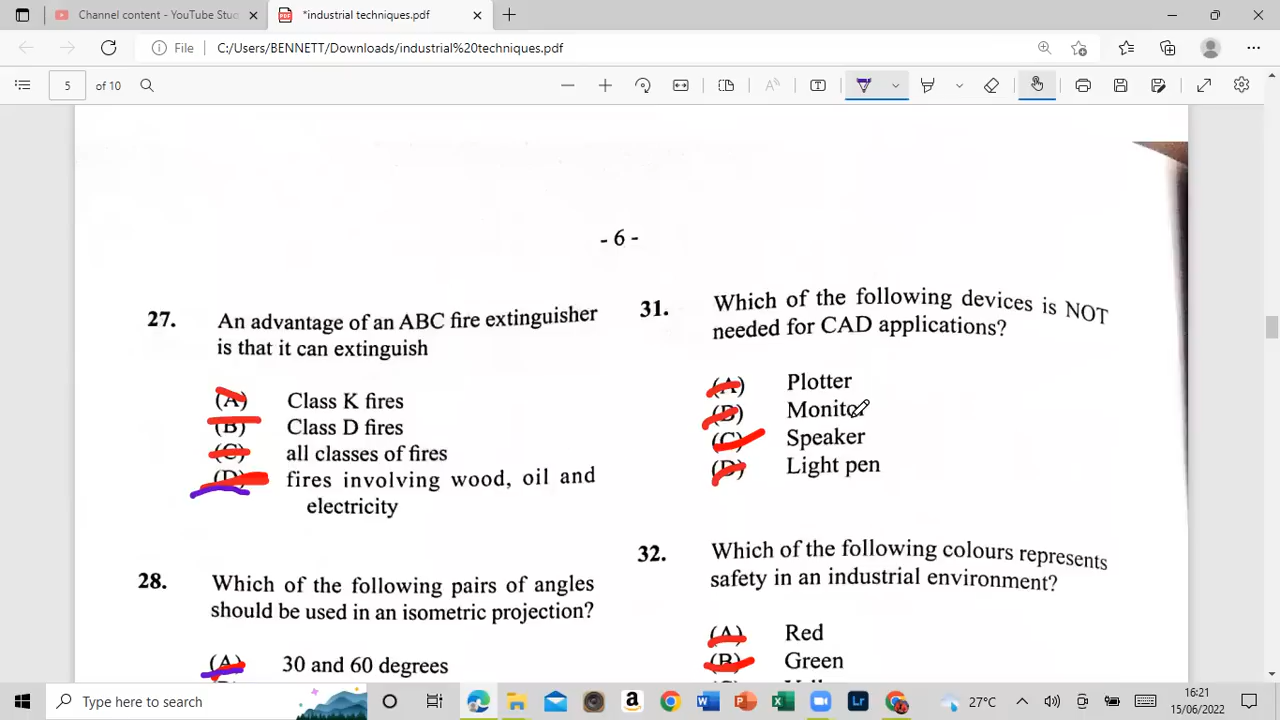 Channel content - YouTube Stu
*industrial techniques.pdf
File
C:/Users/BENNETT/Downloads/industrial%20techniques.pdf
5
of 10
- 6 -
27.
An advantage of an ABC fire extinguisher
is that it can extinguish
(A) Class K fires
(B) Class D fires
(C) all classes of fires
(D) fires involving wood, oil and
electricity
28.
Which of the following pairs of angles
should be used in an isometric projection?
(A) 30 and 60 degrees
31.
Which of the following devices is NOT
needed for CAD applications?
(A) Plotter
(B) Monitor
(C) Speaker
(D) Light pen
32.
Which of the following colours represents
safety in an industrial environment?
(A) Red
(B) Green
Type here to search
27°C
16:21
15/06/2022